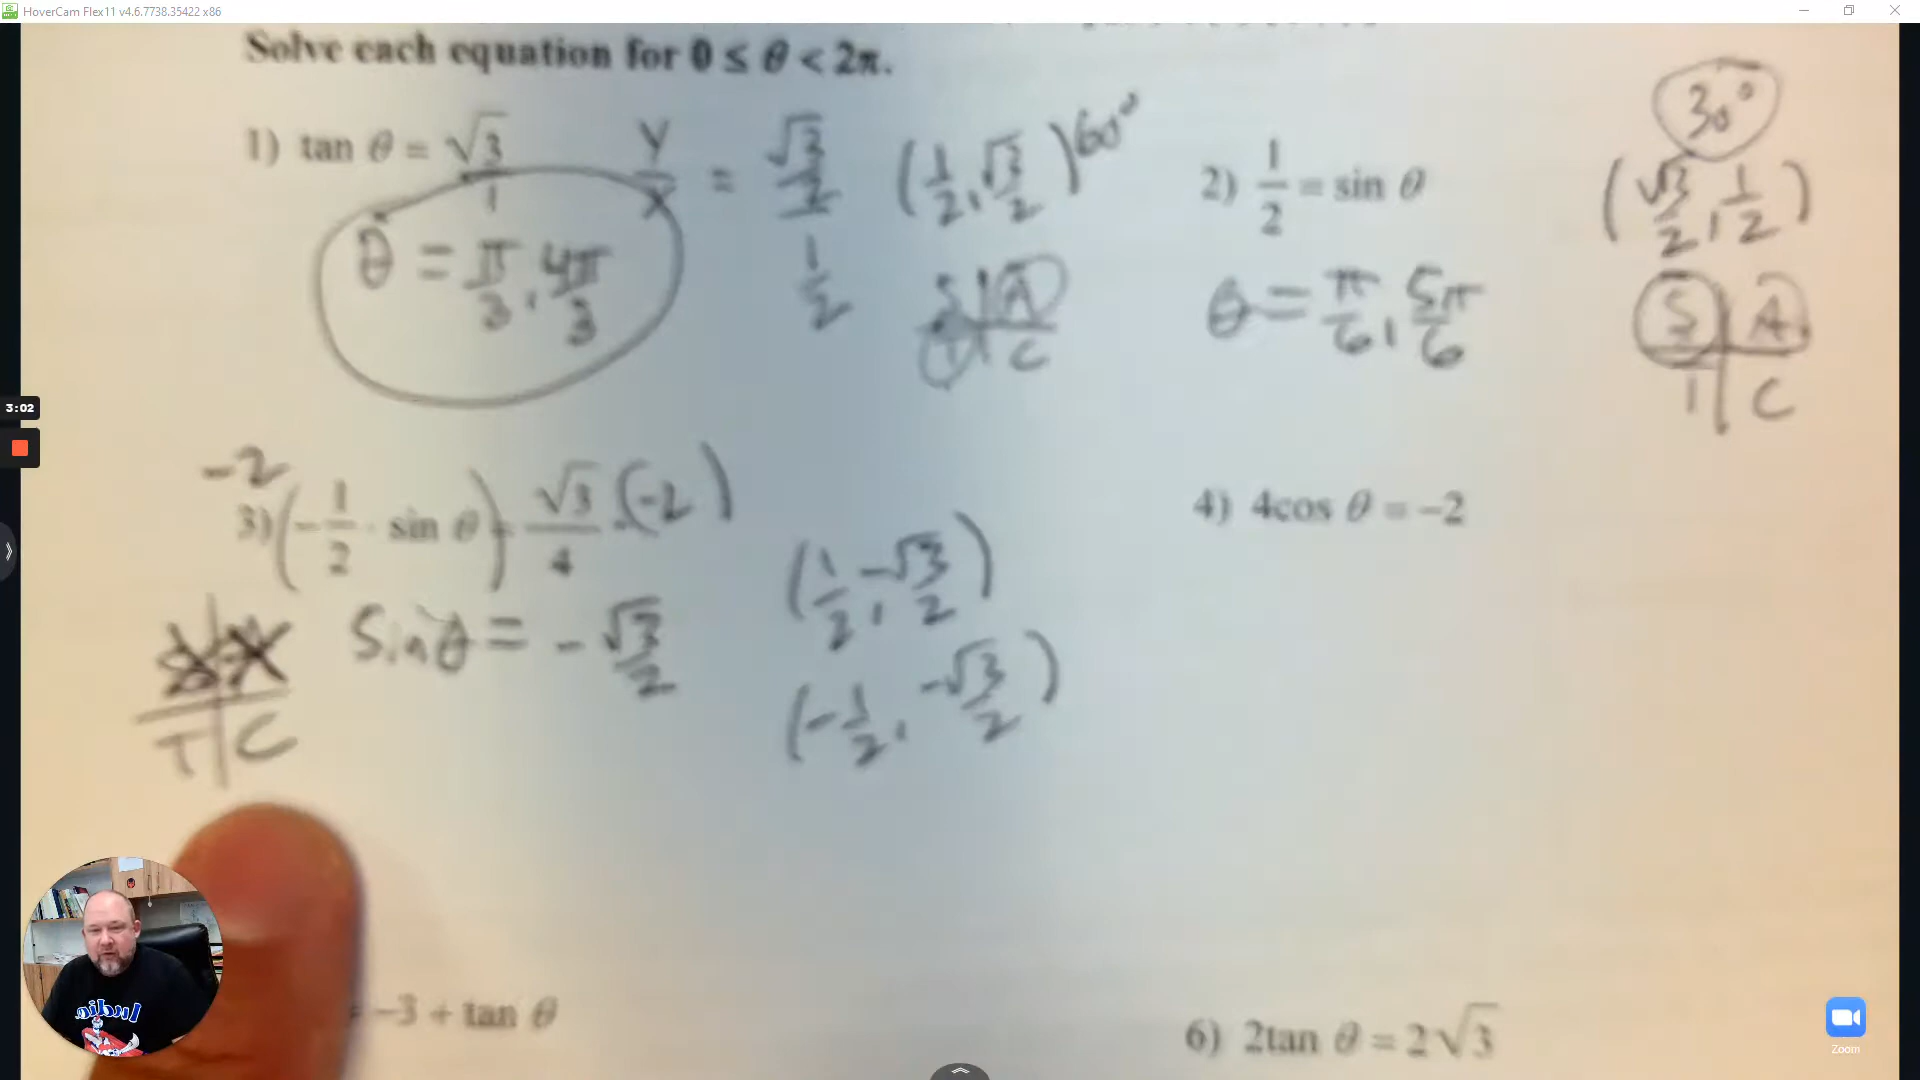 HoverCam Flex11 v4.6.7738.35422 x86
Solve each equation for 0 ≤ θ < 2π.
1) tan θ = √3 / 1
y/x = (√3/2) / (1/2)
(1/2, √3/2) 60°
θ = π/3, 4π/3
S A
T C
2) 1/2 = sin θ
30°
(√3/2, 1/2)
θ = π/6, 5π/6
S A
T C
3:02
-2
3) (-1/2 · sin θ) = √3/4 · (-2)
sin θ = - √3/2
T C
(1/2, -√3/2)
(-1/2, -√3/2)
4) 4cos θ = -2
= -3 + tan θ
6) 2tan θ = 2√3
Zoom